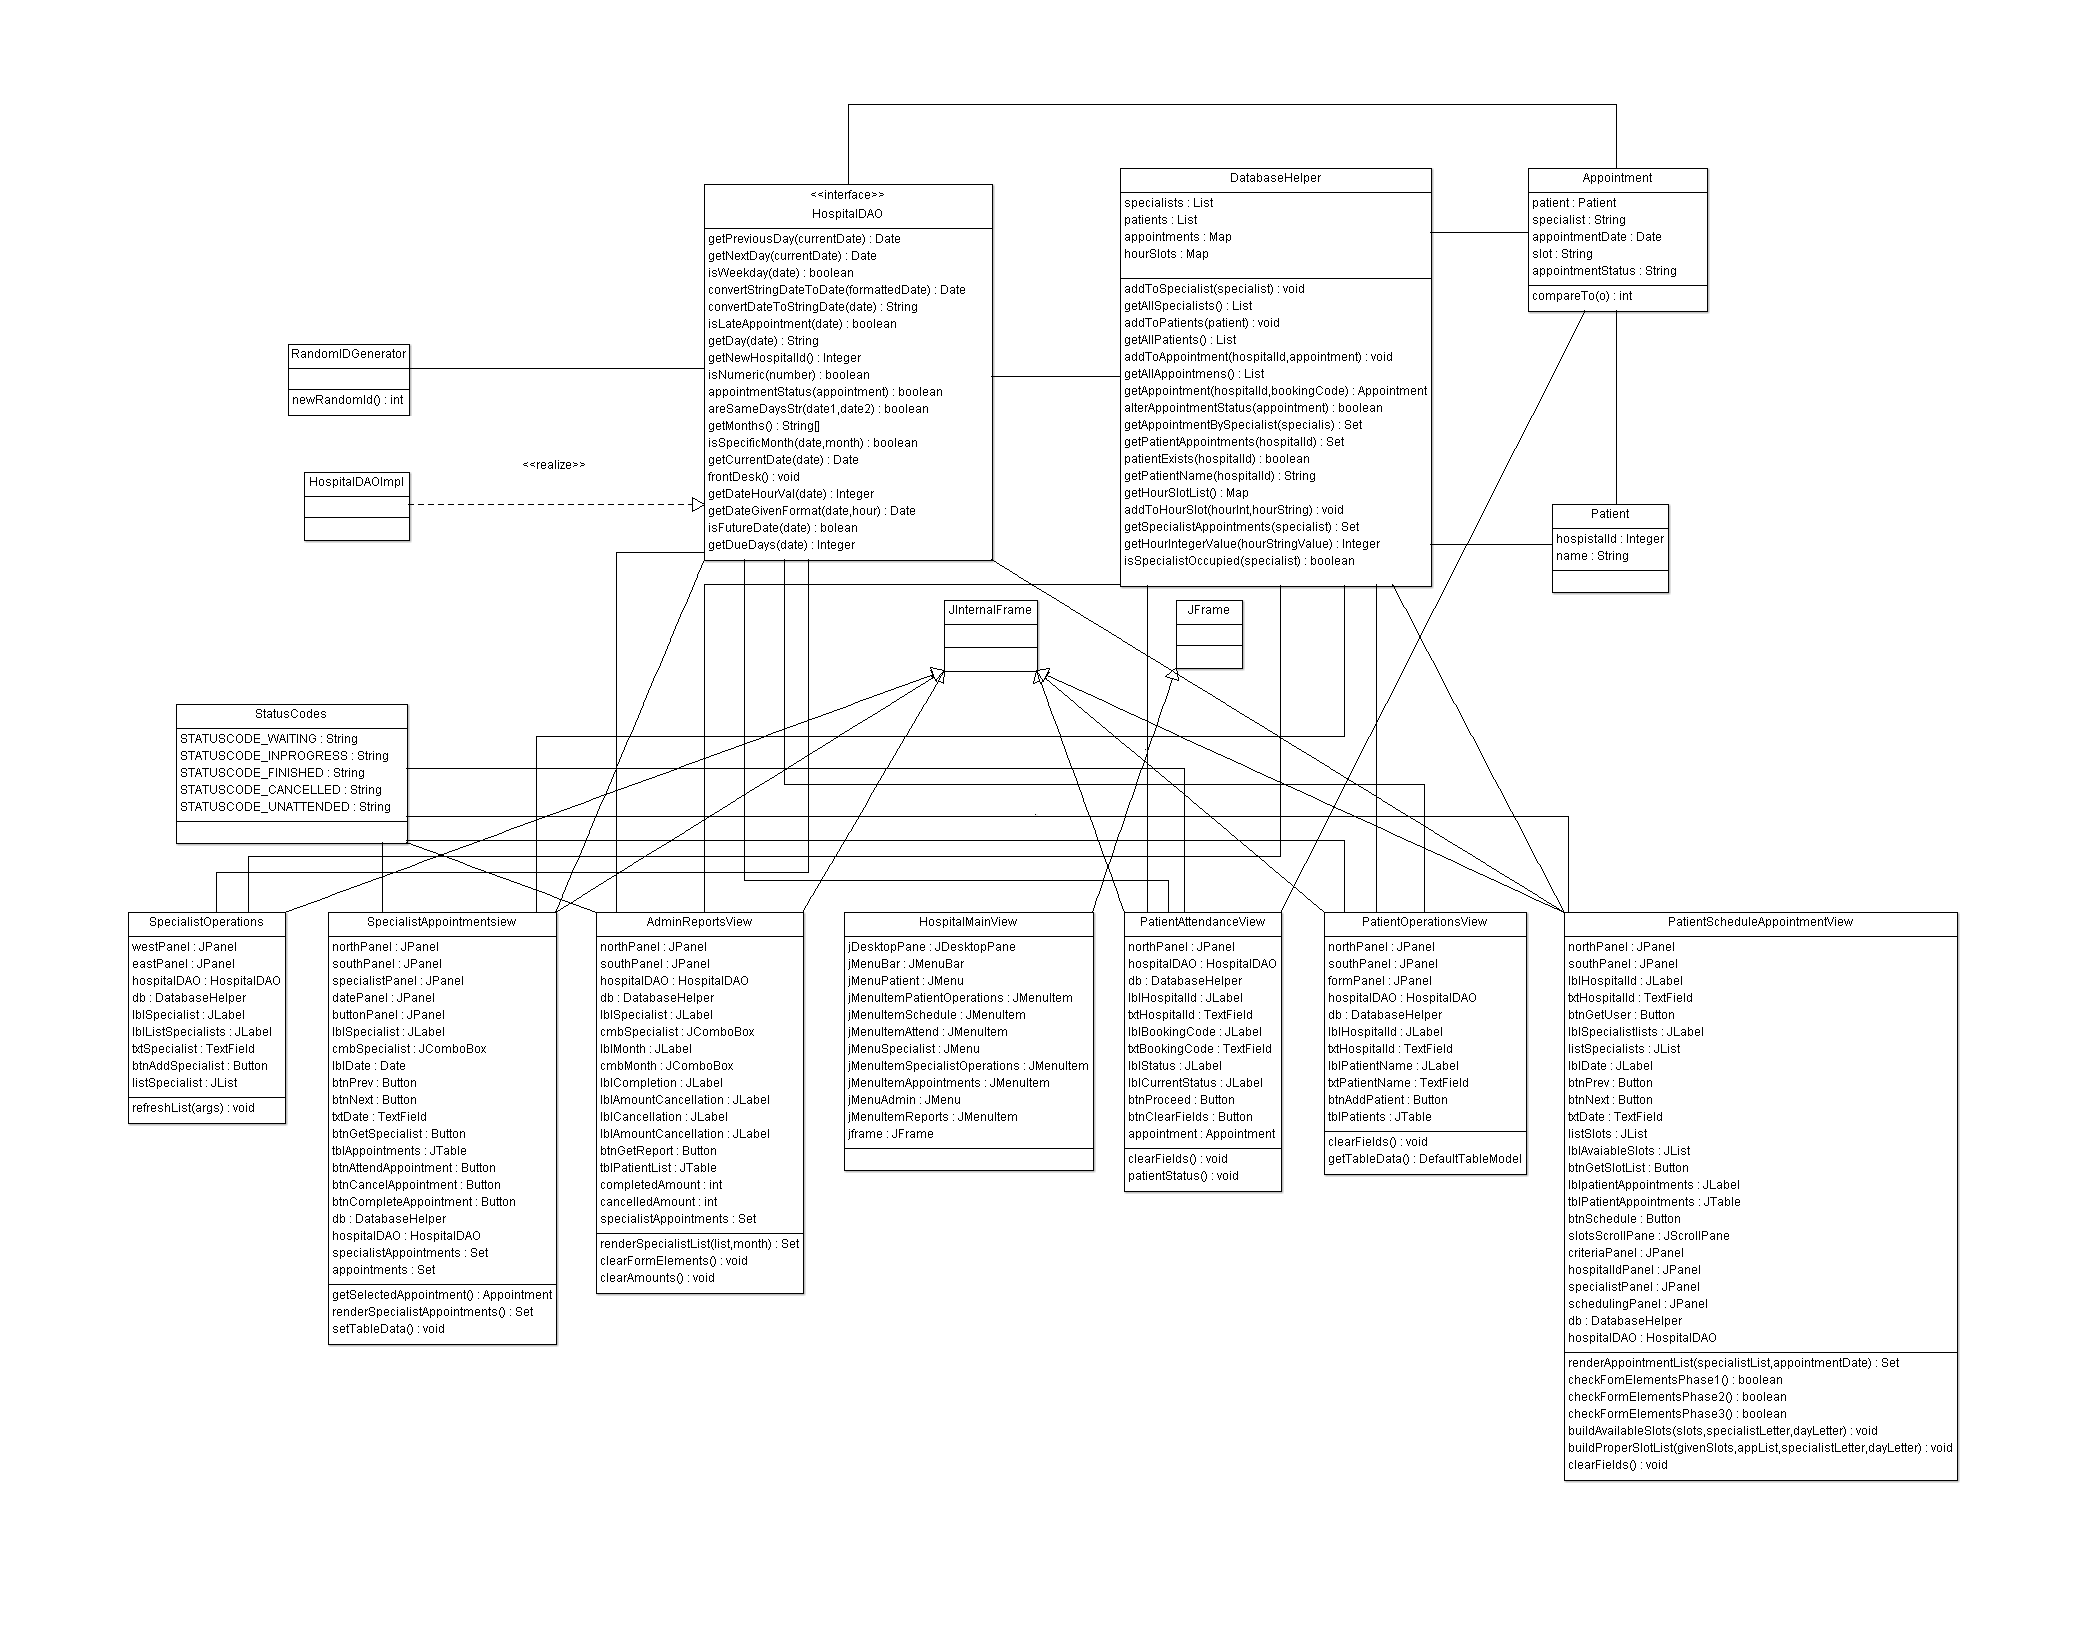 <<interface>>
HospitalDAO
getPreviousDay(currentDate) : Date
getNextDay(currentDate) : Date
isWeekday(date) : boolean
convertStringDateToDate(formattedDate) : Date
convertDateToStringDate(date) : String
isLateAppointment(date) : boolean
getDay(date) : String
getNewHospitalId() : Integer
isNumeric(number) : boolean
appointmentStatus(appointment) : boolean
areSameDaysStr(date1,date2) : boolean
getMonths() : String[]
isSpecificMonth(date,month) : boolean
getCurrentDate(date) : Date
frontDesk() : void
getDateHourVal(date) : Integer
getDateGivenFormat(date,hour) : Date
isFutureDate(date) : bolean
getDueDays(date) : Integer
DatabaseHelper
specialists : List
patients : List
appointments : Map
hourSlots : Map
addToSpecialist(specialist) : void
getAllSpecialists() : List
addToPatients(patient) : void
getAllPatients() : List
addToAppointment(hospitalId,appointment) : void
getAllAppointmens() : List
getAppointment(hospitalId,bookingCode) : Appointment
alterAppointmentStatus(appointment) : boolean
getAppointmentBySpecialist(specialis) : Set
getPatientAppointments(hospitalId) : Set
patientExists(hospitalId) : boolean
getPatientName(hospitalId) : String
getHourSlotList() : Map
addToHourSlot(hourInt,hourString) : void
getSpecialistAppointments(specialist) : Set
getHourIntegerValue(hourStringValue) : Integer
isSpecialistOccupied(specialist) : boolean
Appointment
patient : Patient
specialist : String
appointmentDate : Date
slot : String
appointmentStatus : String
compareTo(o) : int
RandomIDGenerator
newRandomId() : int
<<realize>>
HospitalDAOImpl
Patient
hospistalId : Integer
name : String
JInternalFrame
JFrame
StatusCodes
STATUSCODE_WAITING : String
STATUSCODE_INPROGRESS : String
STATUSCODE_FINISHED : String
STATUSCODE_CANCELLED : String
STATUSCODE_UNATTENDED : String
SpecialistOperations
westPanel : JPanel
eastPanel : JPanel
hospitalDAO : HospitalDAO
db : DatabaseHelper
lblSpecialist : JLabel
lblListSpecialists : JLabel
txtSpecialist : TextField
btnAddSpecialist : Button
listSpecialist : JList
refreshList(args) : void
SpecialistAppointmentsiew
northPanel : JPanel
southPanel : JPanel
specialistPanel : JPanel
datePanel : JPanel
buttonPanel : JPanel
lblSpecialist : JLabel
cmbSpecialist : JComboBox
lblDate : Date
btnPrev : Button
btnNext : Button
txtDate : TextField
btnGetSpecialist : Button
tblAppointments : JTable
btnAttendAppointment : Button
btnCancelAppointment : Button
btnCompleteAppointment : Button
db : DatabaseHelper
hospitalDAO : HospitalDAO
specialistAppointments : Set
appointments : Set
getSelectedAppointment() : Appointment
renderSpecialistAppointments() : Set
setTableData() : void
AdminReportsView
northPanel : JPanel
southPanel : JPanel
hospitalDAO : HospitalDAO
db : DatabaseHelper
lblSpecialist : JLabel
cmbSpecialist : JComboBox
lblMonth : JLabel
cmbMonth : JComboBox
lblCompletion : JLabel
lblAmountCancellation : JLabel
lblCancellation : JLabel
lblAmountCancellation : JLabel
btnGetReport : Button
tblPatientList : JTable
completedAmount : int
cancelledAmount : int
specialistAppointments : Set
renderSpecialistList(list,month) : Set
clearFormElements() : void
clearAmounts() : void
HospitalMainView
jDesktopPane : JDesktopPane
jMenuBar : JMenuBar
jMenuPatient : JMenu
jMenuItemPatientOperations : JMenuItem
jMenuItemSchedule : JMenuItem
jMenuItemAttend : JMenuItem
jMenuSpecialist : JMenu
jMenuItemSpecialistOperations : JMenuItem
jMenuItemAppointments : JMenuItem
jMenuAdmin : JMenu
jMenuItemReports : JMenuItem
jframe : JFrame
PatientAttendanceView
northPanel : JPanel
hospitalDAO : HospitalDAO
db : DatabaseHelper
lblHospitalId : JLabel
txtHospitalId : TextField
lblBookingCode : JLabel
txtBookingCode : TextField
lblStatus : JLabel
lblCurrentStatus : JLabel
btnProceed : Button
btnClearFields : Button
appointment : Appointment
clearFields() : void
patientStatus() : void
PatientOperationsView
northPanel : JPanel
southPanel : JPanel
formPanel : JPanel
hospitalDAO : HospitalDAO
db : DatabaseHelper
lblHospitalId : JLabel
txtHospitalId : TextField
lblPatientName : JLabel
txtPatientName : TextField
btnAddPatient : Button
tblPatients : JTable
clearFields() : void
getTableData() : DefaultTableModel
PatientScheduleAppointmentView
northPanel : JPanel
southPanel : JPanel
lblHospitalId : JLabel
txtHospitalId : TextField
btnGetUser : Button
lblSpecialistlists : JLabel
listSpecialists : JList
lblDate : JLabel
btnPrev : Button
btnNext : Button
txtDate : TextField
listSlots : JList
lblAvaiableSlots : JList
btnGetSlotList : Button
lblpatientAppointments : JLabel
tblPatientAppointments : JTable
btnSchedule : Button
slotsScrollPane : JScrollPane
criteriaPanel : JPanel
hospitalIdPanel : JPanel
specialistPanel : JPanel
schedulingPanel : JPanel
db : DatabaseHelper
hospitalDAO : HospitalDAO
renderAppointmentList(specialistList,appointmentDate) : Set
checkFomElementsPhase1() : boolean
checkFormElementsPhase2() : boolean
checkFormElementsPhase3() : boolean
buildAvailableSlots(slots,specialistLetter,dayLetter) : void
buildProperSlotList(givenSlots,appList,specialistLetter,dayLetter) : void
clearFields() : void